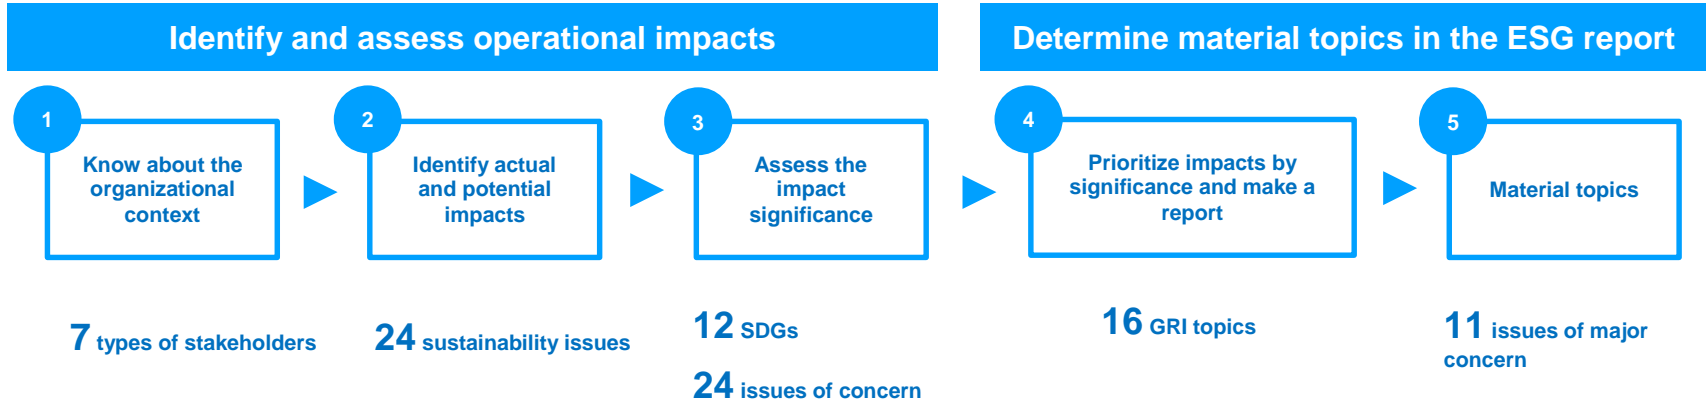 Identify and assess operational impacts
Determine material topics in the ESG report
1
Know about the
organizational
context
2
Identify actual
and potential
impacts
3
Assess the
impact
significance
4
Prioritize impacts by
significance and make a
report
5
Material topics
7 types of stakeholders
24 sustainability issues
12 SDGs
24 issues of concern
16 GRI topics
11 issues of major
concern